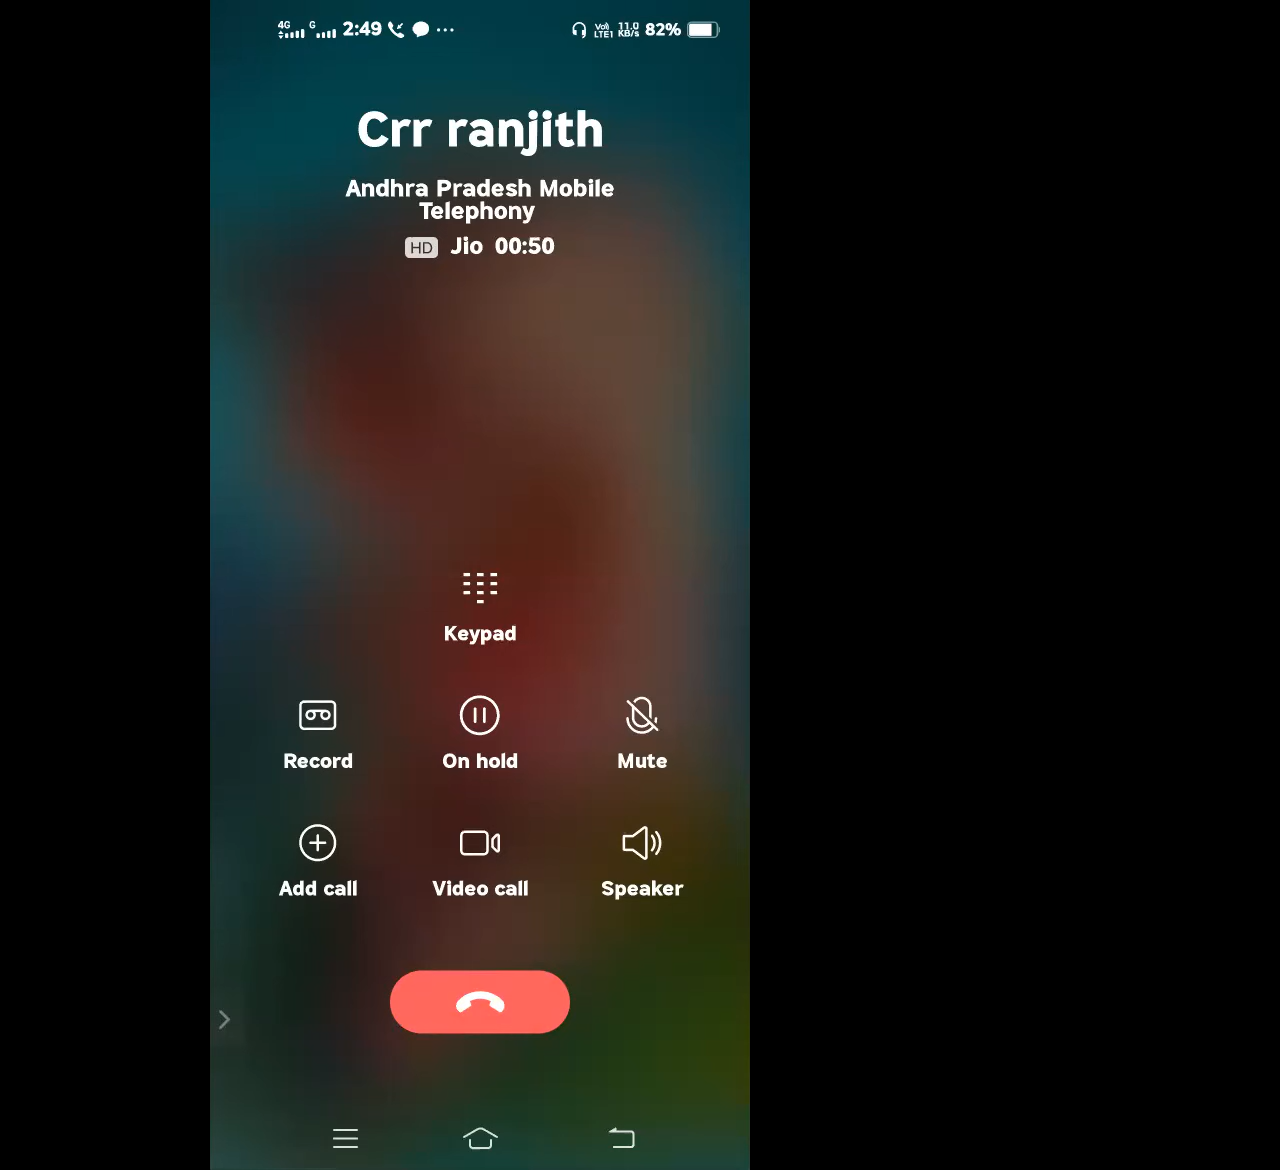 4G G 2:49 ... Vo) LTE1 11.0 KB/s 82%
Crr ranjith
Andhra Pradesh Mobile
Telephony
HD Jio 00:50
Keypad
Record On hold Mute
Add call Video call Speaker